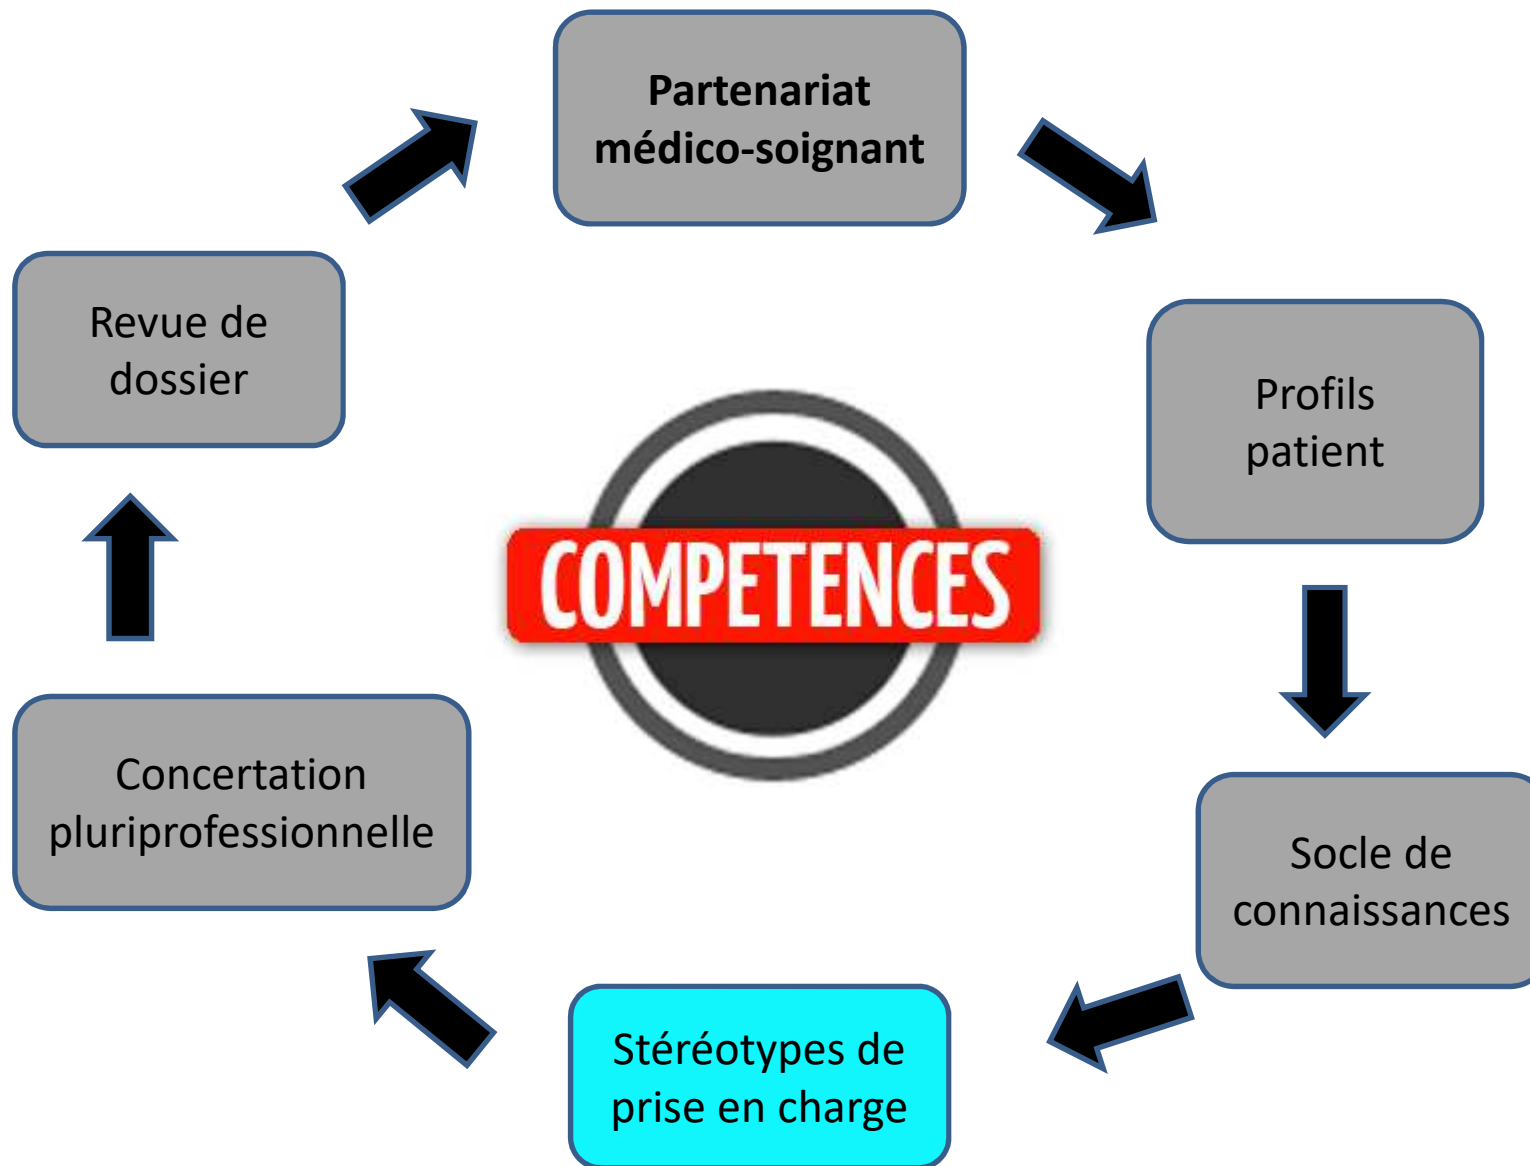 Partenariat
médico-soignant
Revue de
dossier
Profils
patient
COMPETENCES
Concertation
pluriprofessionnelle
Socle de
connaissances
Stéréotypes de
prise en charge